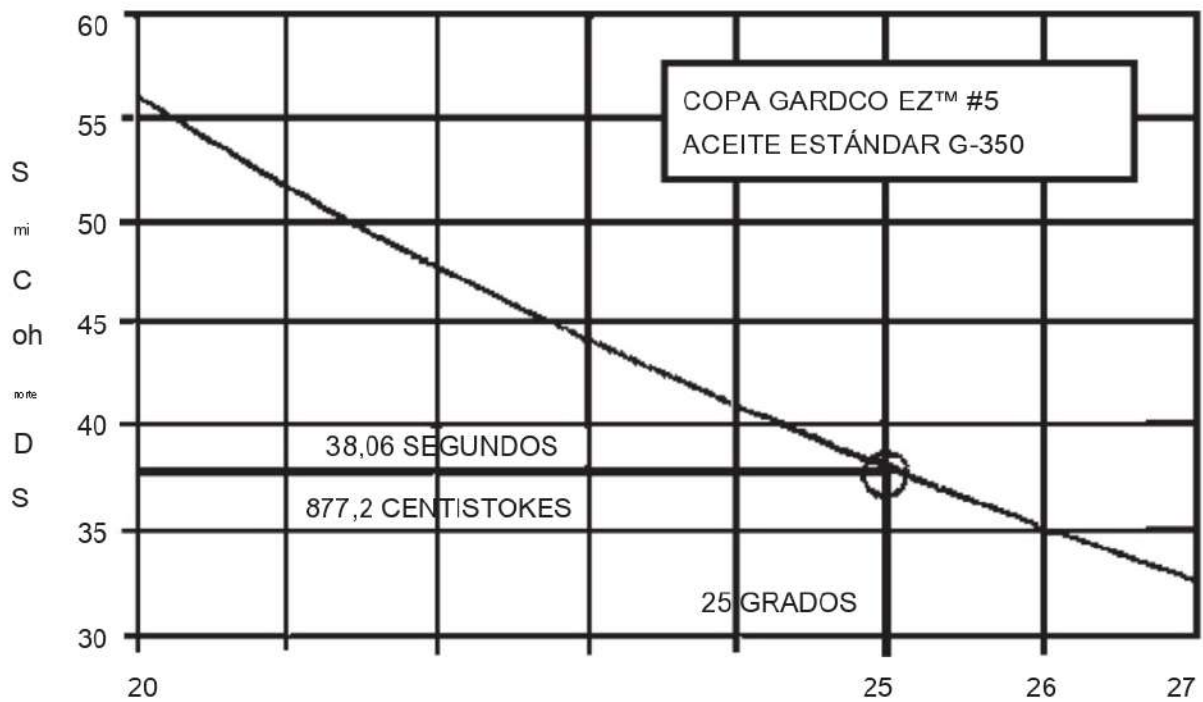 60
COPA GARDCO EZ™ #5
ACEITE ESTÁNDAR G-350
55
S
mi
50
C
45
oh
norte
40
D
38,06 SEGUNDOS
S
877,2 CENTISTOKES
35
25 GRADOS
30
20
25
26
27